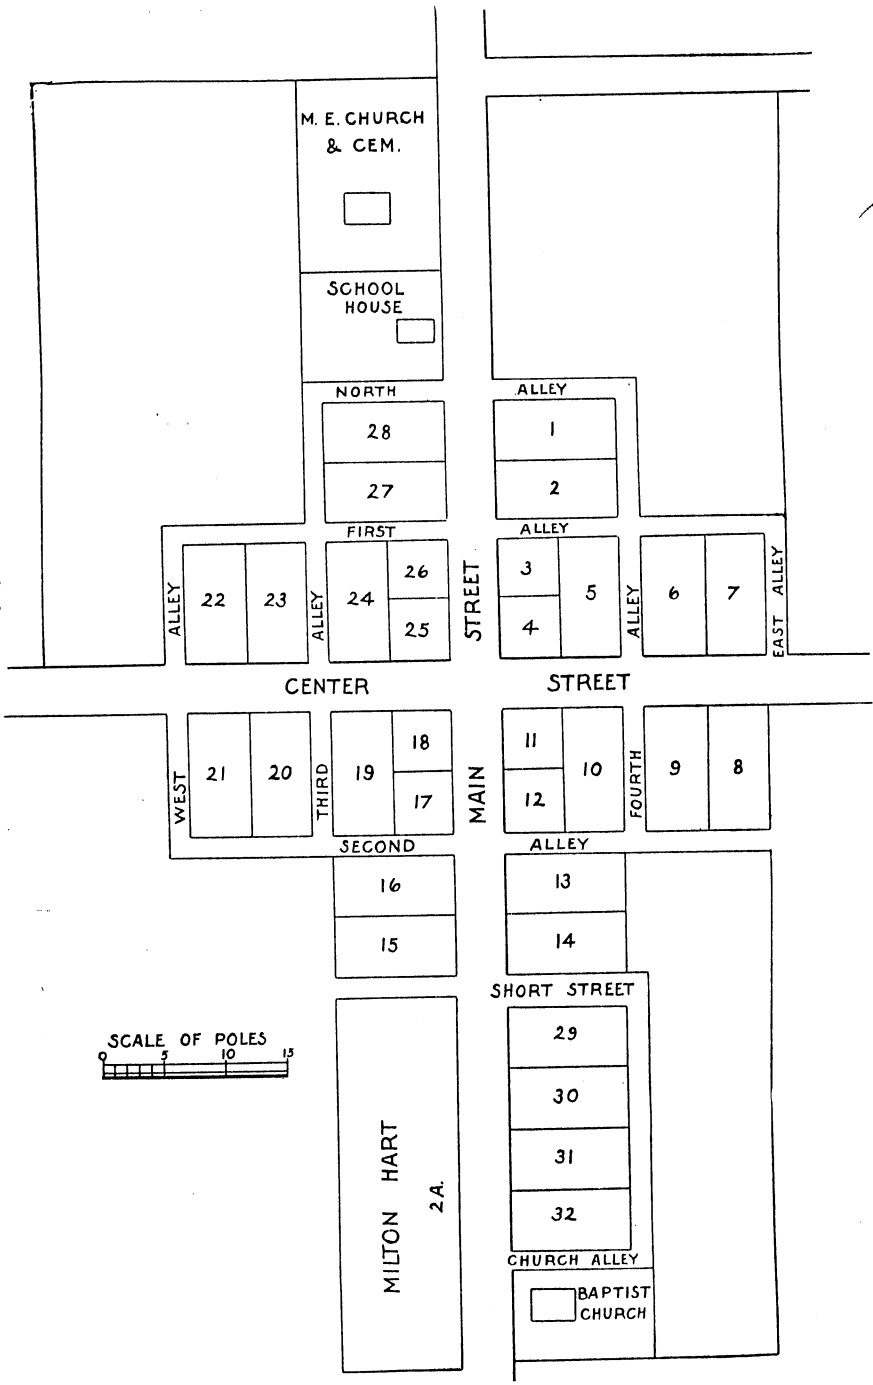 M. E. CHURCH
& CEM.
SCHOOL
HOUSE
NORTH ALLEY
28 1
27 2
FIRST ALLEY
ALLEY 22 23 ALLEY 24 26 STREET 3 5 ALLEY 6 7 EAST ALLEY
25 4
CENTER STREET
WEST 21 20 THIRD 19 18 MAIN 11 10 FOURTH 9 8
17 12
SECOND ALLEY
16 13
15 14
SHORT STREET
29
SCALE OF POLES
0 5 10 15
30
31
32
MILTON HART
2A.
CHURCH ALLEY
BAPTIST
CHURCH